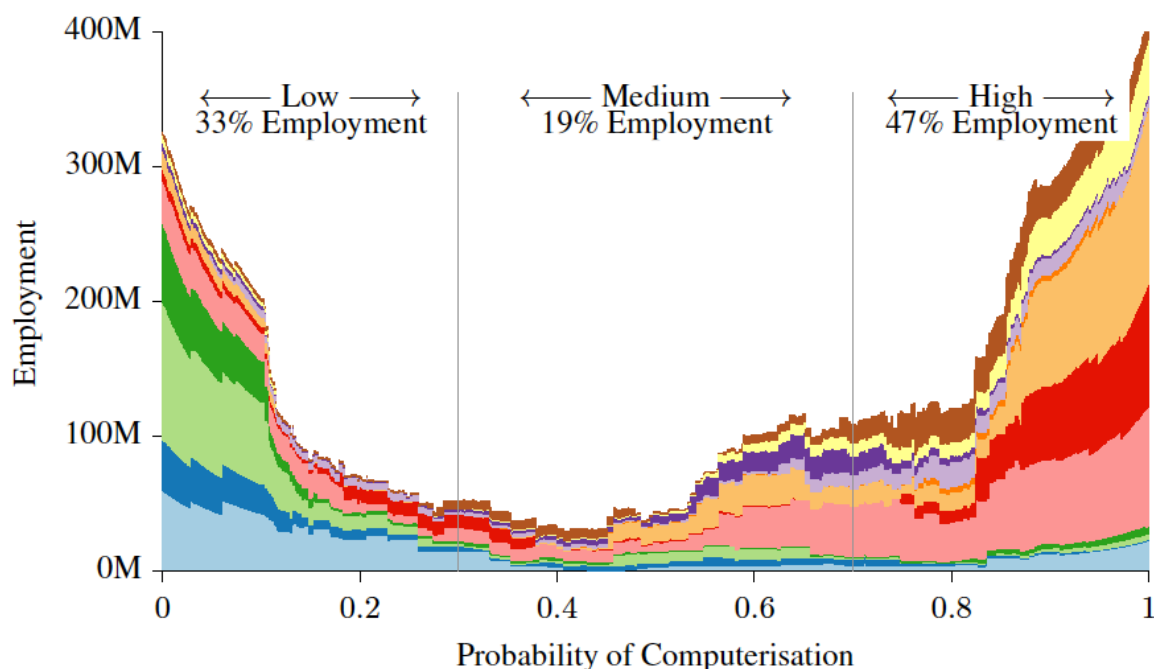 400M
Low
Medium
High
33% Employment
19% Employment
47% Employment
300M
Employment
200M
100M
0M
0
0.2
0.4
0.6
0.8
1
Probability of Computerisation